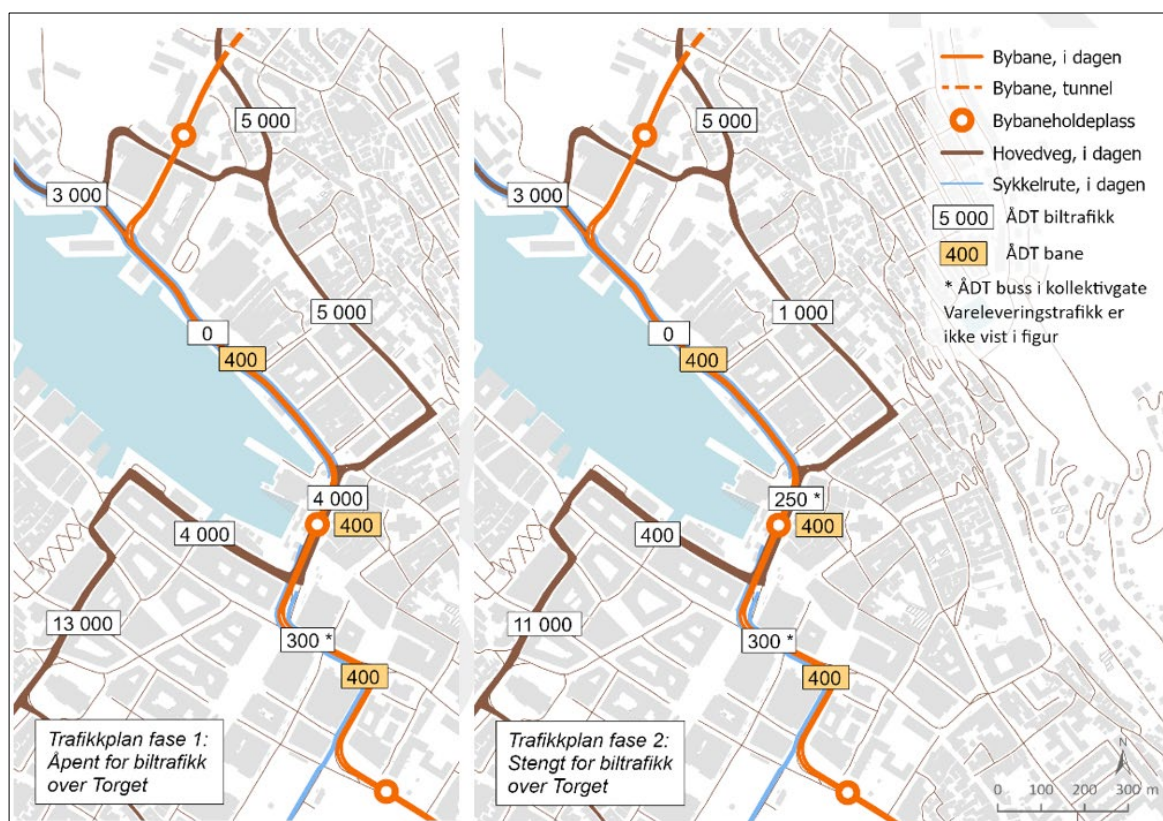 5 000
3 000
5 000
0
400
4 000
400
4 000
13 000
300 *
400
Trafikkplan fase 1:
Åpent for biltrafikk
over Torget
5 000
3 000
1 000
0
400
250 *
400
400
11 000
300 *
400
Trafikkplan fase 2:
Stengt for biltrafikk
over Torget
Bybane, i dagen
Bybane, tunnel
Bybaneholdeplass
Hovedveg, i dagen
Sykkelrute, i dagen
5 000 ÅDT biltrafikk
400 ÅDT bane
* ÅDT buss i kollektivgate
Vareleveringstrafikk er
ikke vist i figur
N
0 100 200 300 m